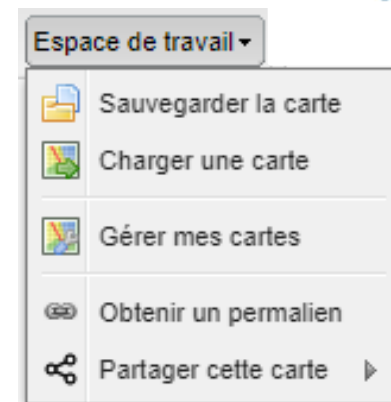 Espace de travail
Sauvegarder la carte
Charger une carte
Gérer mes cartes
Obtenir un permalien
Partager cette carte